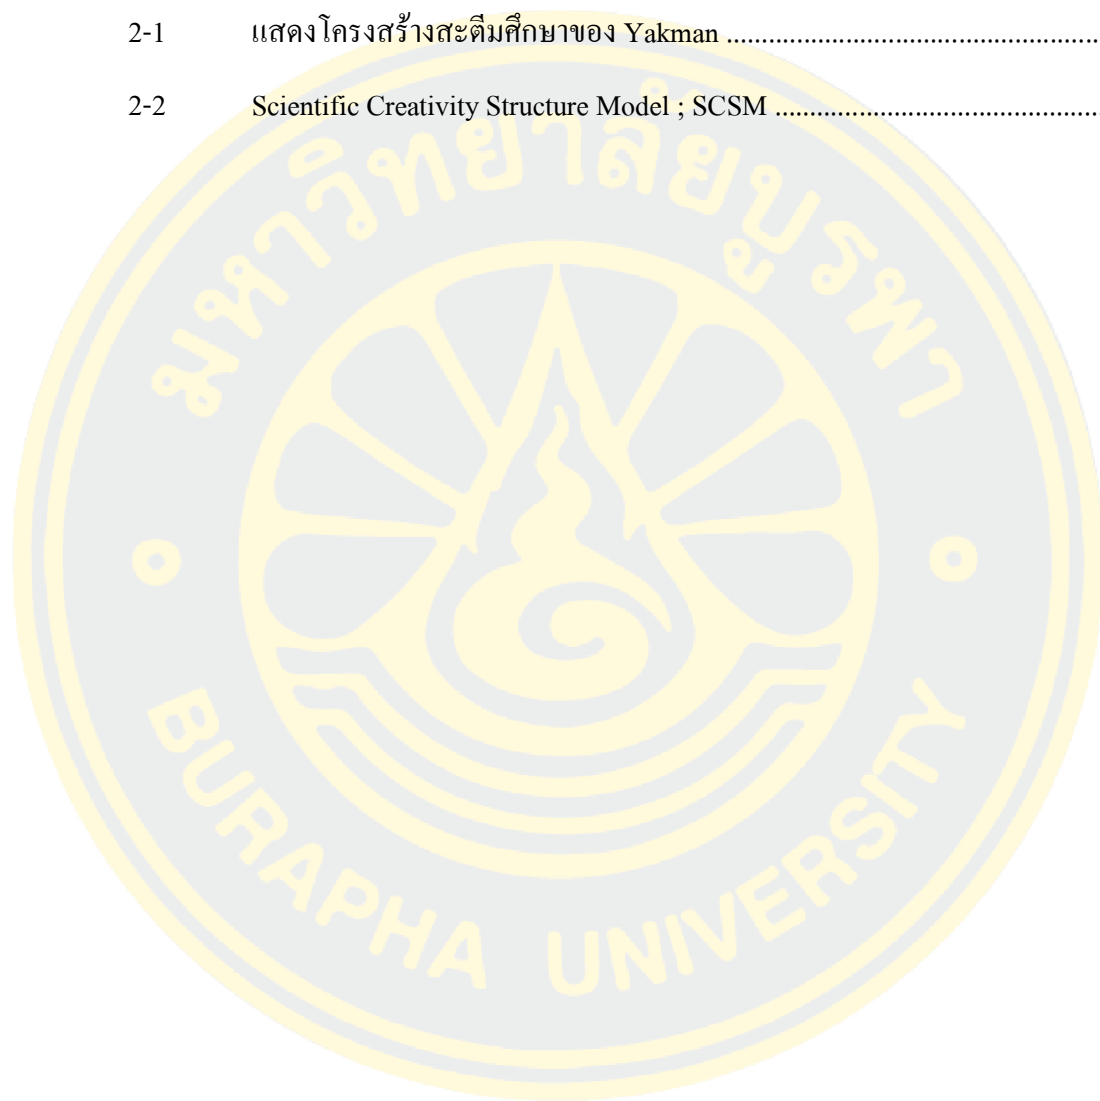 2-1 แสดงโครงสร้างสะตีมศึกษาของ Yakman ......................................................
2-2 Scientific Creativity Structure Model ; SCSM ...............................................
มหาวิทยาลัยบูรพา
BURAPHA UNIVERSITY